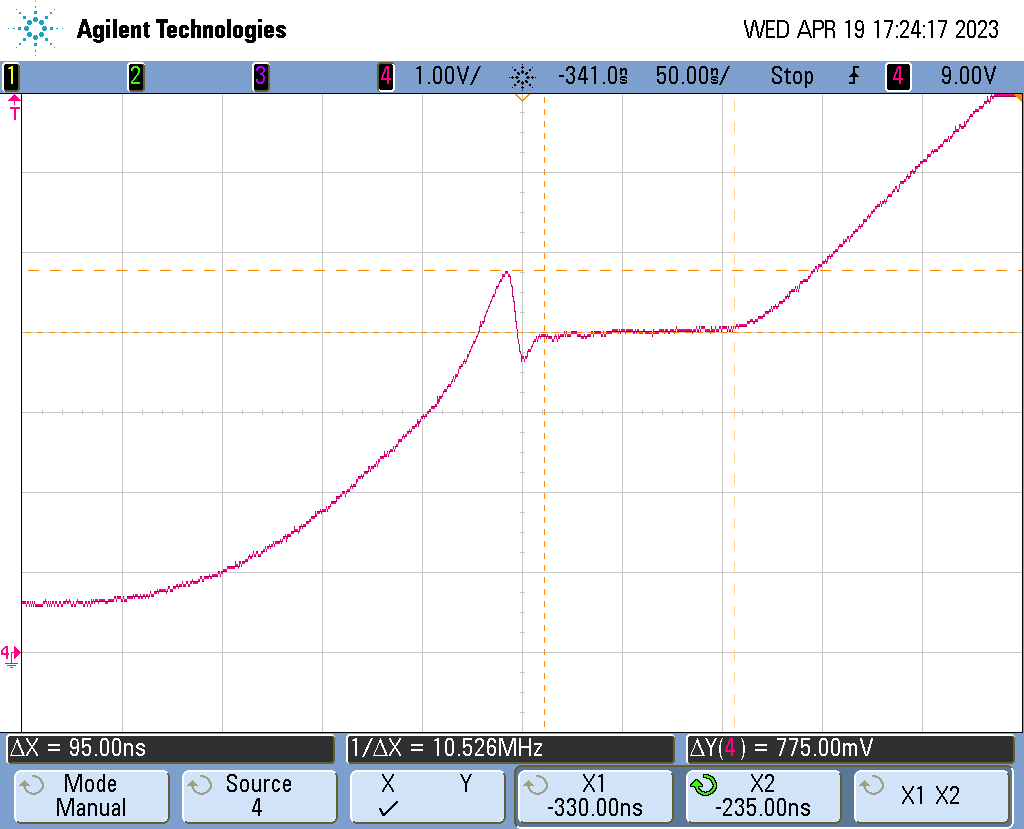 Agilent Technologies
WED APR 19 17:24:17 2023
1 2 3 4 1.00V/ -341.0ns 50.00ns/ Stop 4 9.00V
T
4
ΔX = 95.00ns 1/ΔX = 10.526MHz ΔY(4) = 775.00mV
Mode Source X Y X1 X2 X1 X2
Manual 4 -330.00ns -235.00ns